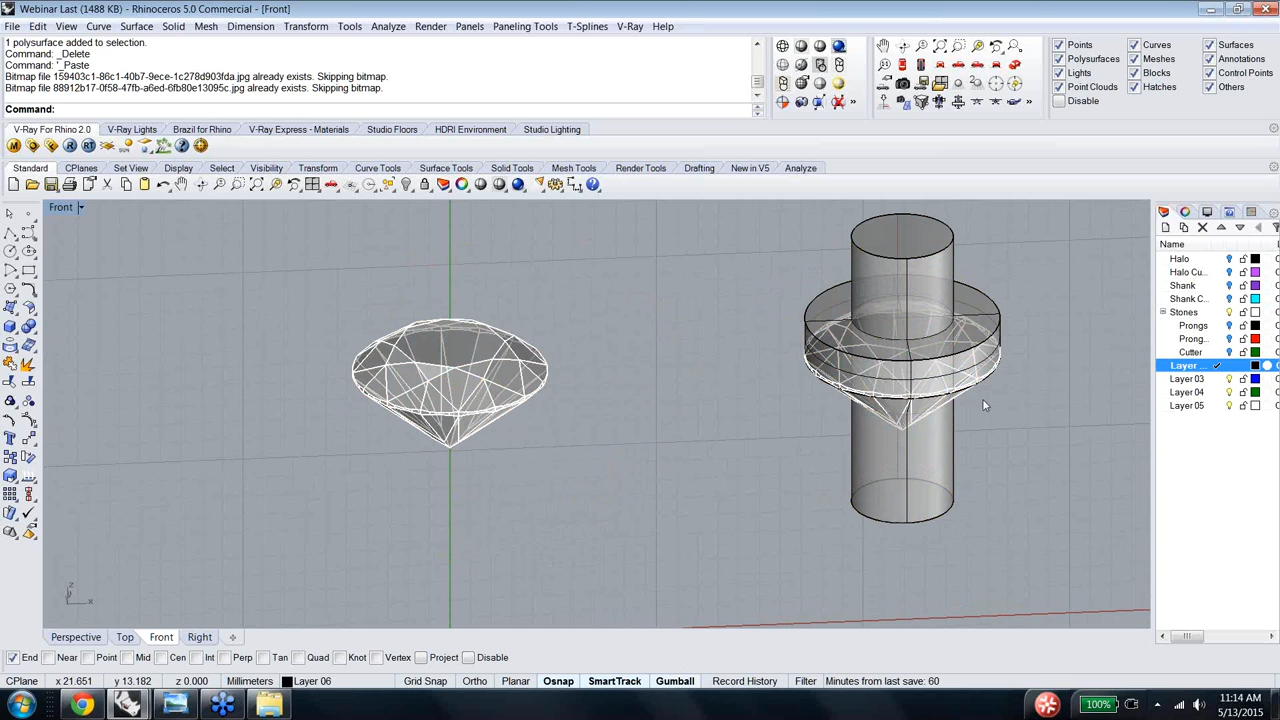 Webinar Last (1488 KB) - Rhinoceros 5.0 Commercial - [Front]
File Edit View Curve Surface Solid Mesh Dimension Transform Tools Analyze Render Panels Paneling Tools T-Splines V-Ray Help
1 polysurface added to selection.
Command: _Delete
Command: '_Paste
Bitmap file 159403c1-86c1-40b7-9ece-1c278d903fda.jpg already exists. Skipping bitmap.
Bitmap file 88912b17-0f58-47fb-a6ed-6fb80e13095c.jpg already exists. Skipping bitmap.
Command:
Points Curves Surfaces
Polysurfaces Meshes Annotations
Lights Blocks Control Points
Point Clouds Hatches Others
Disable
V-Ray For Rhino 2.0 V-Ray Lights Brazil for Rhino V-Ray Express - Materials Studio Floors HDRI Environment Studio Lighting
Standard CPlanes Set View Display Select Visibility Transform Curve Tools Surface Tools Solid Tools Mesh Tools Render Tools Drafting New in V5 Analyze
Front
Name
Halo
Halo Cu...
Shank
Shank C...
Stones
Prongs
Prong...
Cutter
Layer ...
Layer 03
Layer 04
Layer 05
z
x
Perspective Top Front Right
End Near Point Mid Cen Int Perp Tan Quad Knot Vertex Project Disable
CPlane x 21.651 y 13.182 z 0.000 Millimeters Layer 06 Grid Snap Ortho Planar Osnap SmartTrack Gumball Record History Filter Minutes from last save: 60
100%
11:14 AM
5/13/2015